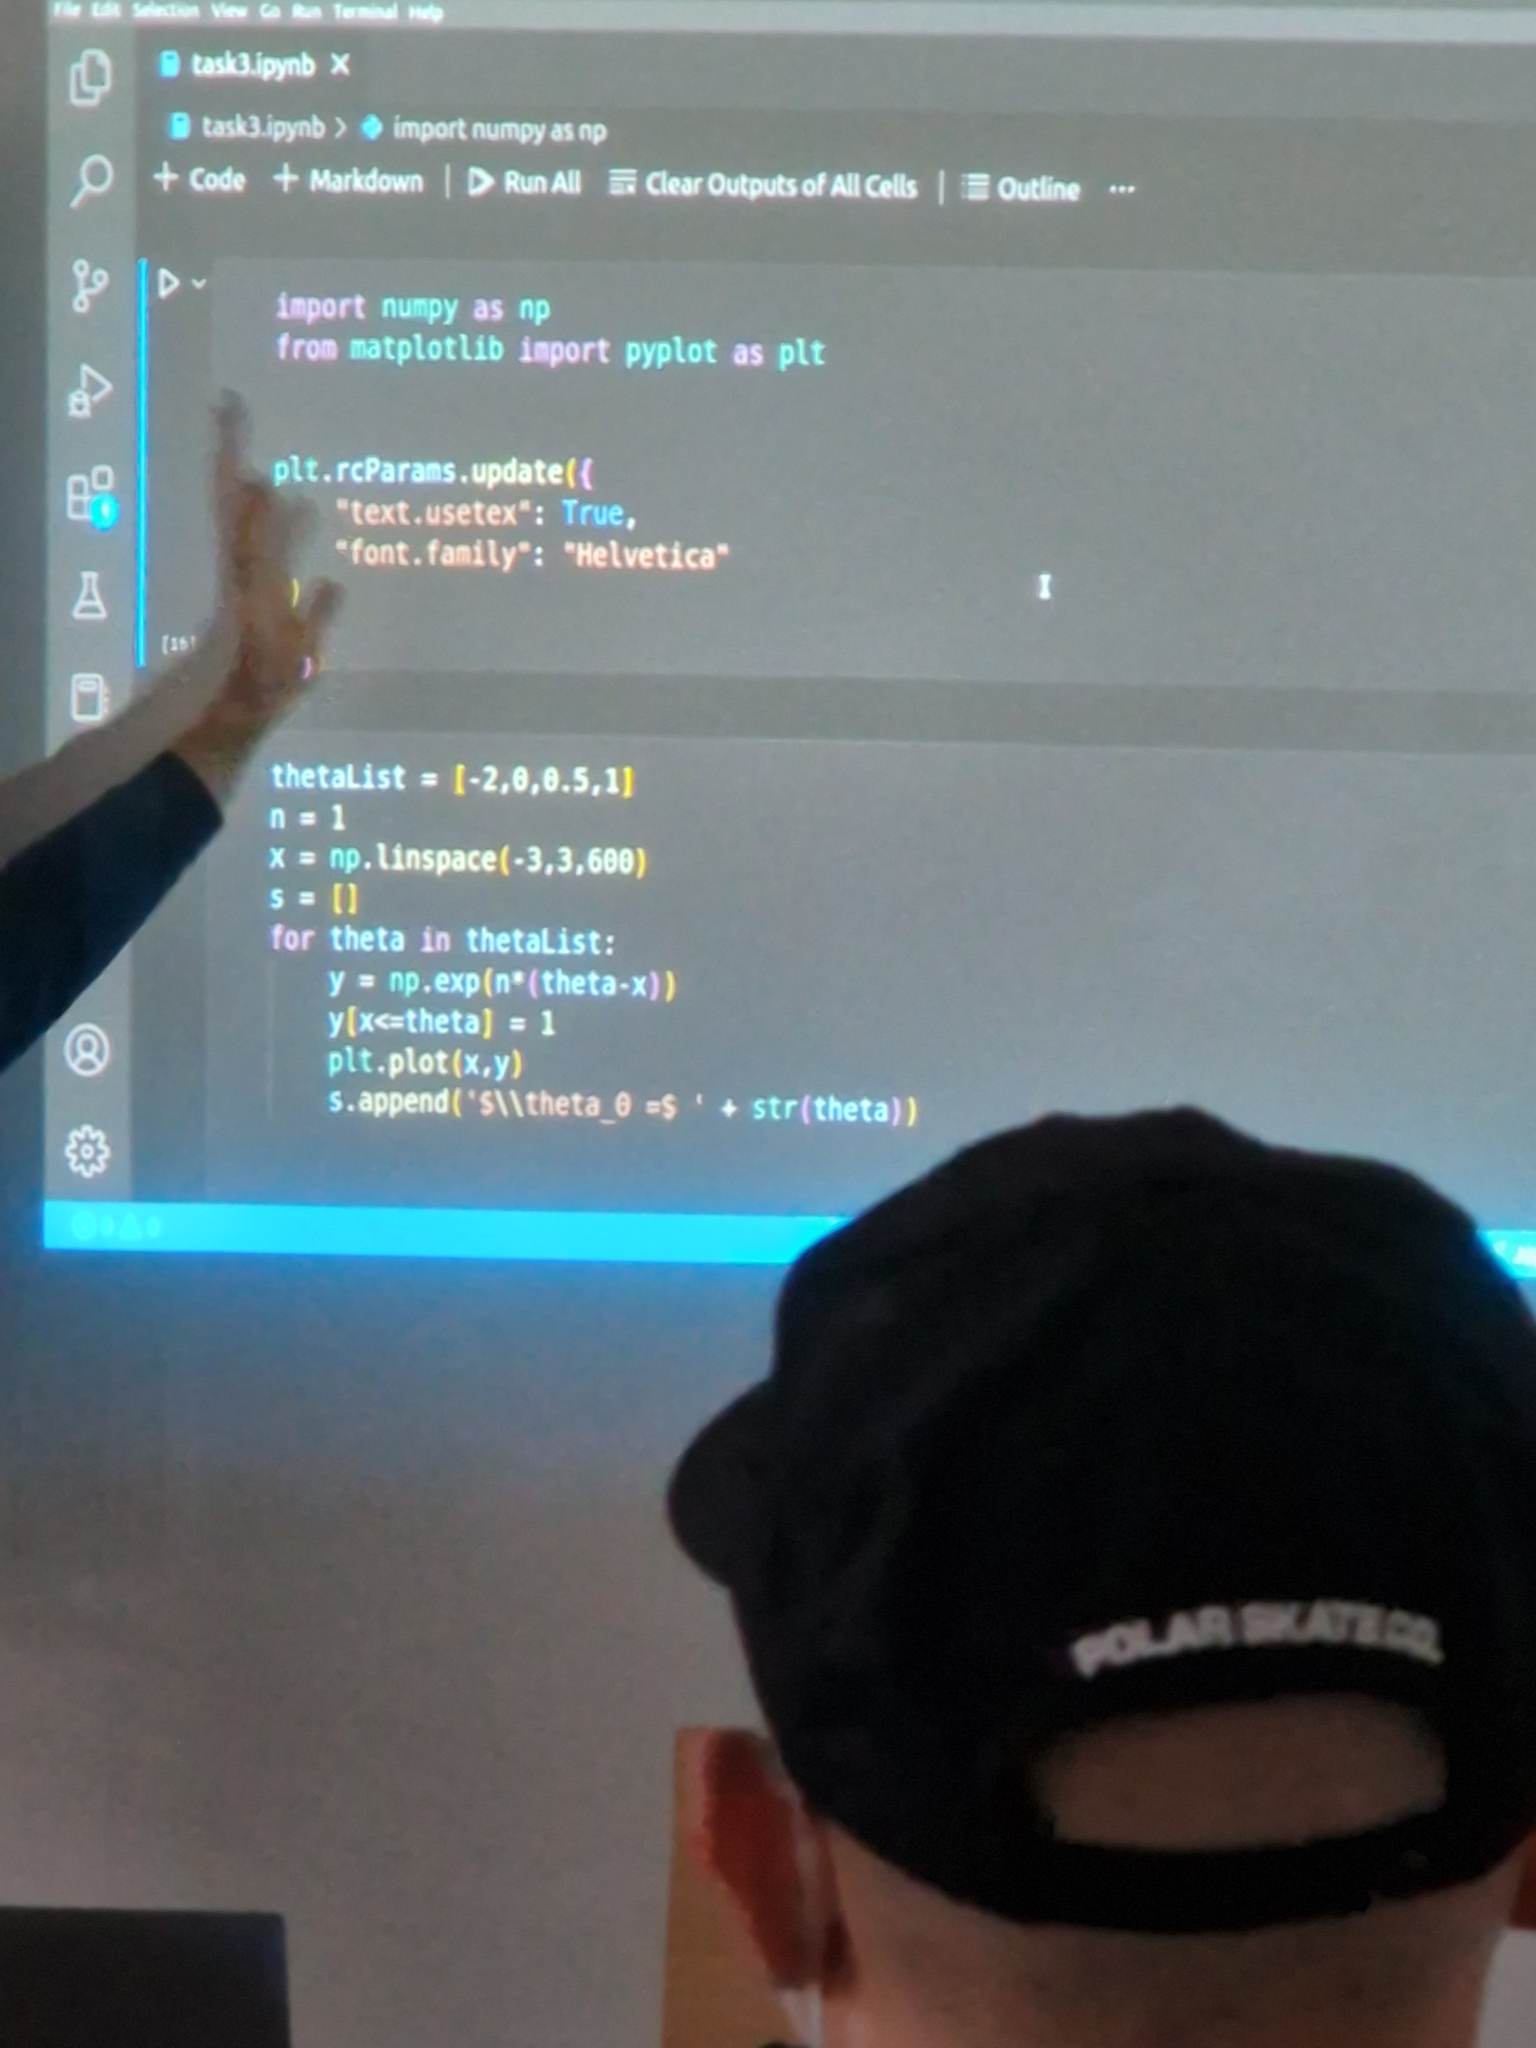 File Edit Selection View Go Run Terminal Help
task3.ipynb X
task3.ipynb > import numpy as np
+ Code + Markdown | Run All Clear Outputs of All Cells | Outline ...
import numpy as np
from matplotlib import pyplot as plt
plt.rcParams.update({
"text.usetex": True,
"font.family": "Helvetica"
)
[16]
thetaList = [-2,0,0.5,1]
n = 1
x = np.linspace(-3,3,600)
s = []
for theta in thetaList:
y = np.exp(n*(theta-x))
y[x<=theta] = 1
plt.plot(x,y)
s.append('$\\theta_0 =$ ' + str(theta))
POLAR SKATE CO.